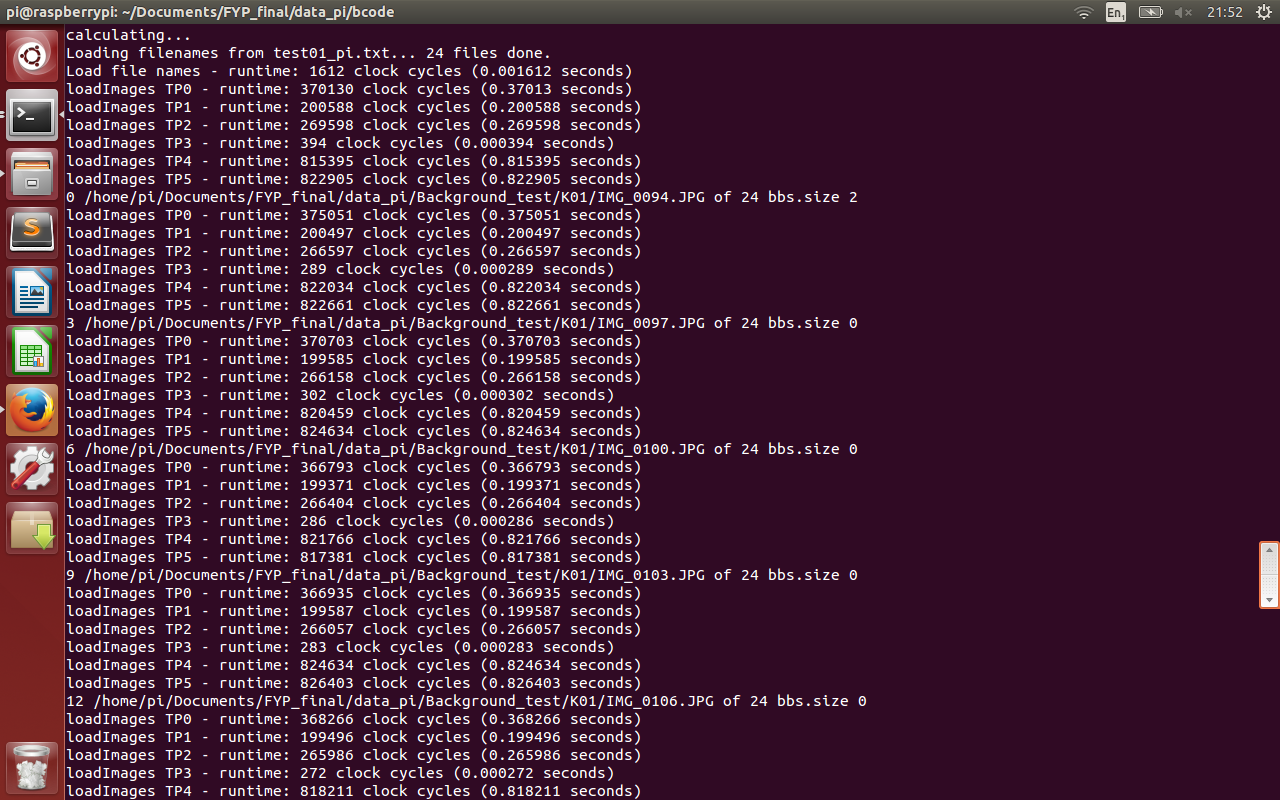 pi@raspberrypi: ~/Documents/FYP_final/data_pi/bcode
En1
21:52
calculating...
Loading filenames from test01_pi.txt... 24 files done.
Load file names - runtime: 1612 clock cycles (0.001612 seconds)
loadImages TP0 - runtime: 370130 clock cycles (0.37013 seconds)
loadImages TP1 - runtime: 200588 clock cycles (0.200588 seconds)
loadImages TP2 - runtime: 269598 clock cycles (0.269598 seconds)
loadImages TP3 - runtime: 394 clock cycles (0.000394 seconds)
loadImages TP4 - runtime: 815395 clock cycles (0.815395 seconds)
loadImages TP5 - runtime: 822905 clock cycles (0.822905 seconds)
0 /home/pi/Documents/FYP_final/data_pi/Background_test/K01/IMG_0094.JPG of 24 bbs.size 2
loadImages TP0 - runtime: 375051 clock cycles (0.375051 seconds)
loadImages TP1 - runtime: 200497 clock cycles (0.200497 seconds)
loadImages TP2 - runtime: 266597 clock cycles (0.266597 seconds)
loadImages TP3 - runtime: 289 clock cycles (0.000289 seconds)
loadImages TP4 - runtime: 822034 clock cycles (0.822034 seconds)
loadImages TP5 - runtime: 822661 clock cycles (0.822661 seconds)
3 /home/pi/Documents/FYP_final/data_pi/Background_test/K01/IMG_0097.JPG of 24 bbs.size 0
loadImages TP0 - runtime: 370703 clock cycles (0.370703 seconds)
loadImages TP1 - runtime: 199585 clock cycles (0.199585 seconds)
loadImages TP2 - runtime: 266158 clock cycles (0.266158 seconds)
loadImages TP3 - runtime: 302 clock cycles (0.000302 seconds)
loadImages TP4 - runtime: 820459 clock cycles (0.820459 seconds)
loadImages TP5 - runtime: 824634 clock cycles (0.824634 seconds)
6 /home/pi/Documents/FYP_final/data_pi/Background_test/K01/IMG_0100.JPG of 24 bbs.size 0
loadImages TP0 - runtime: 366793 clock cycles (0.366793 seconds)
loadImages TP1 - runtime: 199371 clock cycles (0.199371 seconds)
loadImages TP2 - runtime: 266404 clock cycles (0.266404 seconds)
loadImages TP3 - runtime: 286 clock cycles (0.000286 seconds)
loadImages TP4 - runtime: 821766 clock cycles (0.821766 seconds)
loadImages TP5 - runtime: 817381 clock cycles (0.817381 seconds)
9 /home/pi/Documents/FYP_final/data_pi/Background_test/K01/IMG_0103.JPG of 24 bbs.size 0
loadImages TP0 - runtime: 366935 clock cycles (0.366935 seconds)
loadImages TP1 - runtime: 199587 clock cycles (0.199587 seconds)
loadImages TP2 - runtime: 266057 clock cycles (0.266057 seconds)
loadImages TP3 - runtime: 283 clock cycles (0.000283 seconds)
loadImages TP4 - runtime: 824634 clock cycles (0.824634 seconds)
loadImages TP5 - runtime: 826403 clock cycles (0.826403 seconds)
12 /home/pi/Documents/FYP_final/data_pi/Background_test/K01/IMG_0106.JPG of 24 bbs.size 0
loadImages TP0 - runtime: 368266 clock cycles (0.368266 seconds)
loadImages TP1 - runtime: 199496 clock cycles (0.199496 seconds)
loadImages TP2 - runtime: 265986 clock cycles (0.265986 seconds)
loadImages TP3 - runtime: 272 clock cycles (0.000272 seconds)
loadImages TP4 - runtime: 818211 clock cycles (0.818211 seconds)